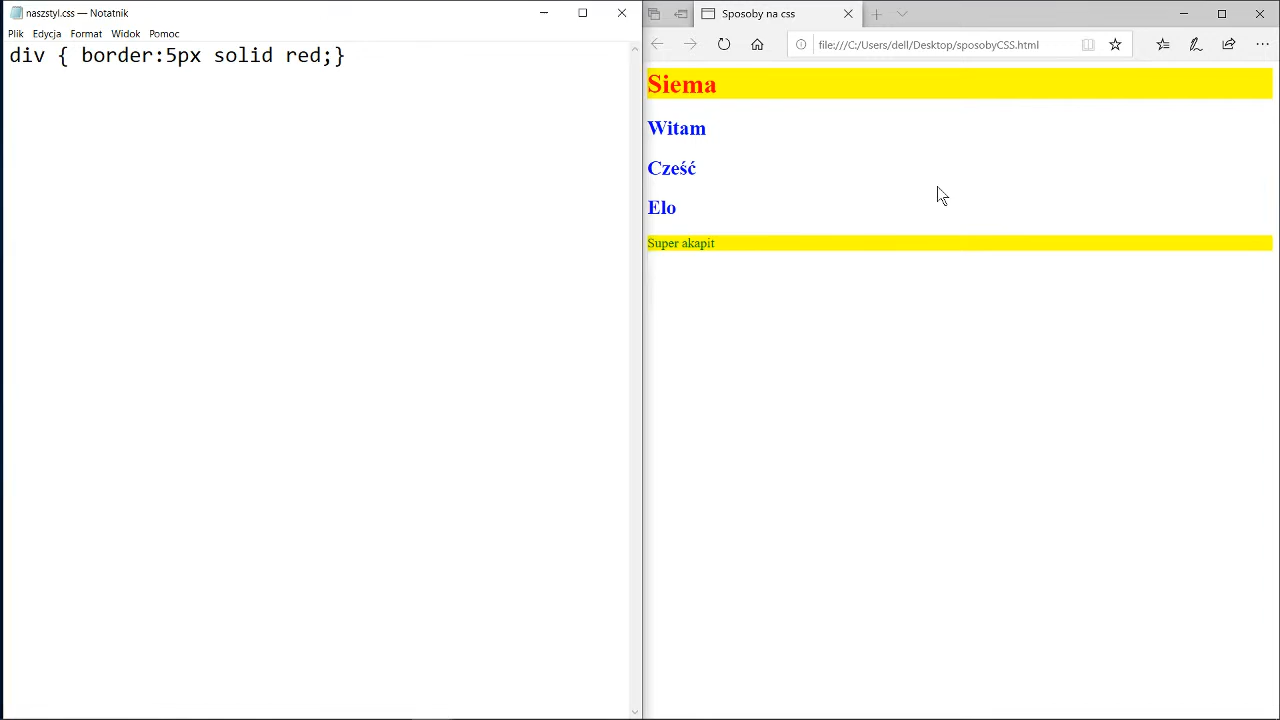 naszstyl.css — Notatnik
Plik Edycja Format Widok Pomoc
div { border:5px solid red;}
Sposoby na css
file:///C:/Users/dell/Desktop/sposobyCSS.html
Siema
Witam
Cześć
Elo
Super akapit